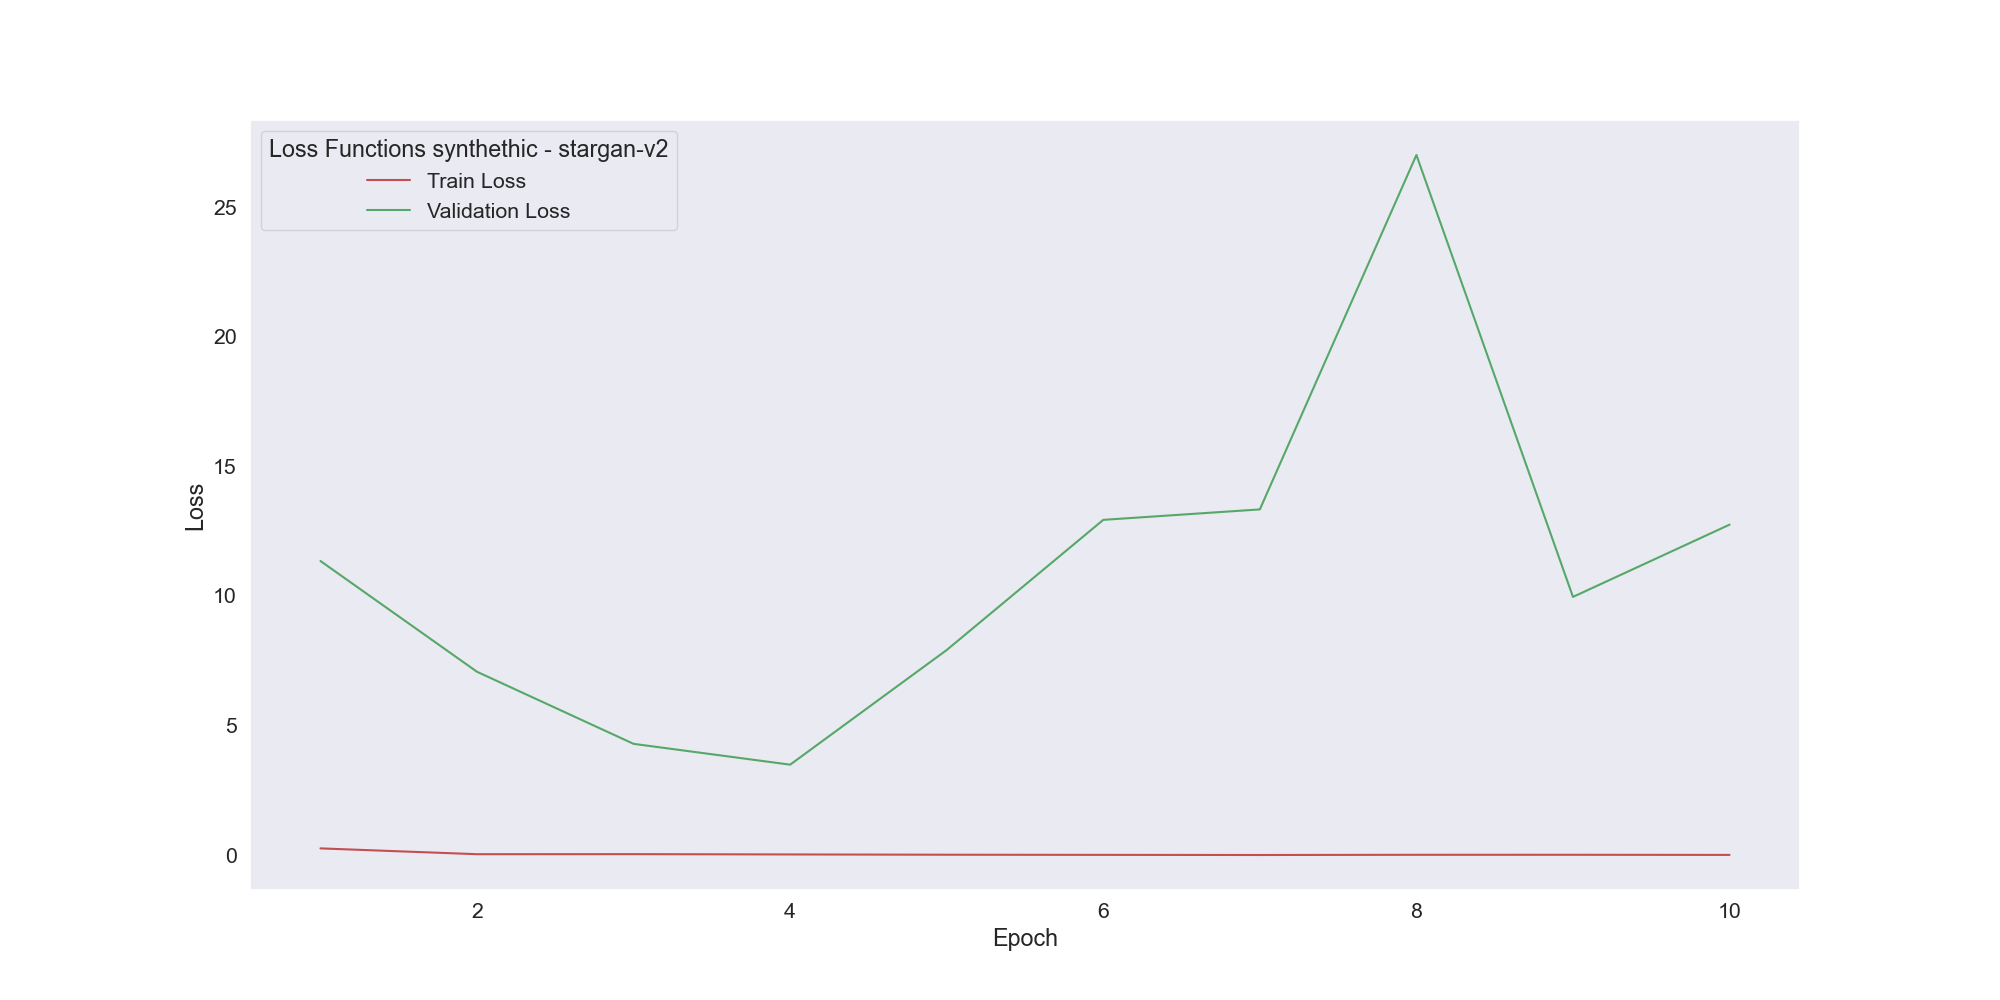 Loss Functions synthethic - stargan-v2
Train Loss
Validation Loss
25
20
15
10
5
0
Loss
2 4 6 8 10
Epoch